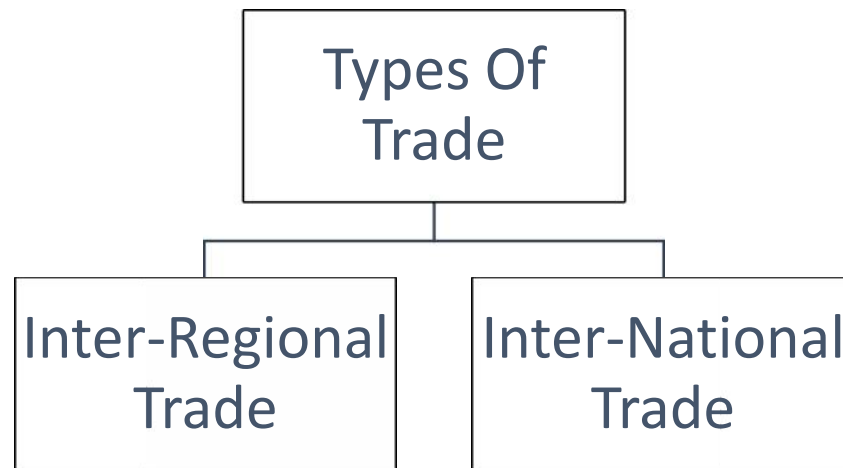 Types Of
Trade
Inter-Regional
Trade
Inter-National
Trade